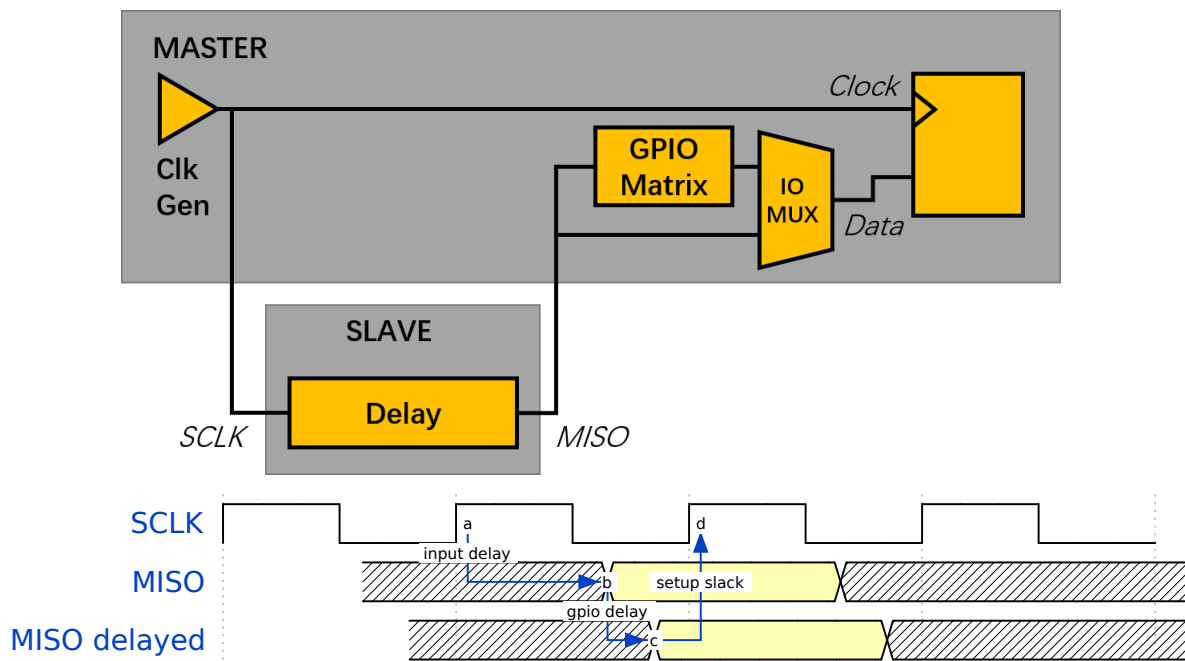 MASTER
Clk
Gen
Clock
GPIO
Matrix
IO
MUX
Data
SLAVE
Delay
SCLK
MISO
SCLK
a
d
input delay
MISO
b
setup slack
gpio delay
MISO delayed
c